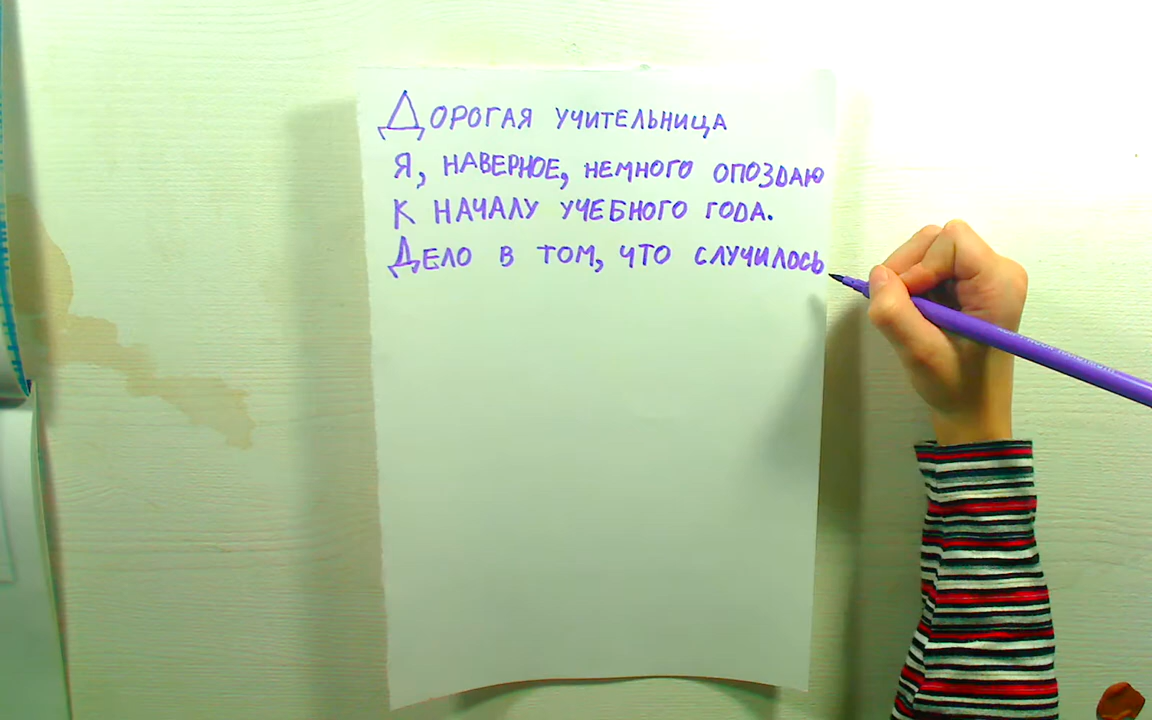 Дорогая учительница
Я, наверное, немного опоздаю
к началу учебного года.
Дело в том, что случилось